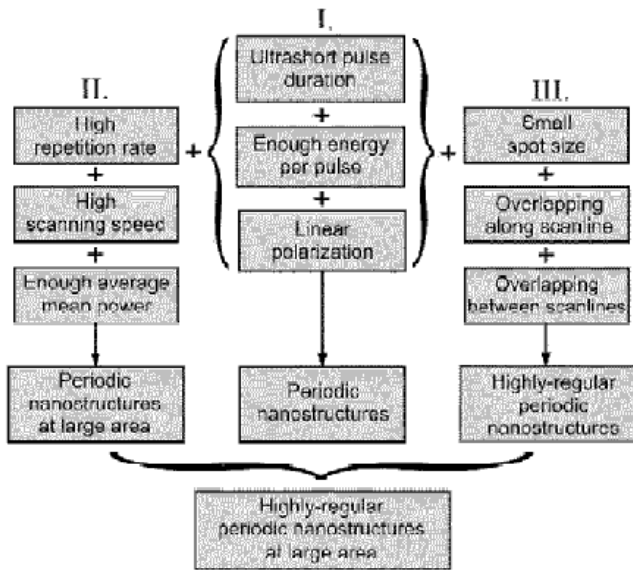 I.
Ultrashort pulse
duration
+
Enough energy
per pulse
+
Linear
polarization
Periodic
nanostructures
II.
High
repetition rate
+
High
scanning speed
+
Enough average
mean power
Periodic
nanostructures
at large area
+
+
III.
Small
spot size
+
Overlapping
along scanline
+
Overlapping
between scanlines
Highly-regular
periodic
nanostructures
Highly-regular
periodic nanostructures
at large area